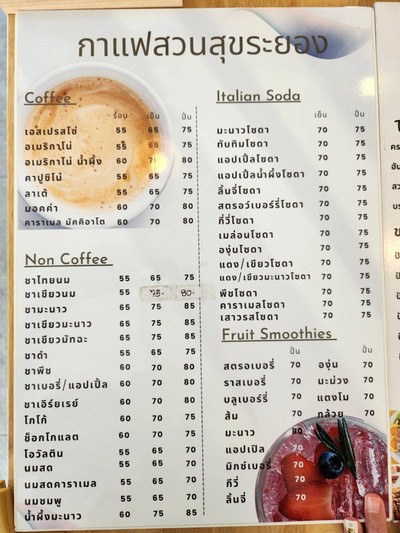 กาแฟสวนสุขระยอง
Coffee
ร้อน เย็น ปั่น
เอสเปรสโซ่ 55 65 75
อเมริกาโน่ 55 65 75
อเมริกาโน่ น้ำผึ้ง 60 80
คาปูชิโน่ 55 65 75
ลาเต้ 55 65 75
มอคค่า 60 70 80
คาราเมล มัคคิอาโต 60 70 80
Non Coffee
ชาไทยนม 55 65 75
ชาเขียวนม 55 75. 80.
ชามะนาว 65 75 85
ชาเขียวมะนาว 65 75 85
ชาเขียวมัทฉะ 65 75 85
ชาดำ 55 65 75
ชาพีช 60 70 80
ชาเบอรี่/แอปเปิ้ล 60 70 80
ชาเอิร์ยเรย์ 60 70 80
โกโก้ 60 70 75
ช็อกโกแลต 60 70 75
โอวัลติน 55 65 70
นมสด 55 65 70
นมสดคาราเมล 55 65 70
นมชมพู 55 65 70
น้ำผึ้งมะนาว 60 75 85
Italian Soda
เย็น ปั่น
มะนาวโซดา 70 75
ทับทิมโซดา 70 75
แอปเปิ้ลโซดา 70 75
แอปเปิ้ลน้ำผึ้งโซดา 70 75
ลิ้นจี่โซดา 70 75
สตรอว์เบอร์รี่โซดา 70 75
กีวี่โซดา 70 75
เมล่อนโซดา 70 75
องุ่นโซดา 70 75
แดง/เขียวโซดา 70 75
แดง/เขียวมะนาวโซดา 70 75
พีชโซดา 70 75
คาราเมลโซดา 70 75
เสาวรสโซดา 70 75
Fruit Smoothies
ปั่น ปั่น
สตรอเบอรี่ 70 องุ่น 70
ราสเบอรี่ 70 มะม่วง 70
บลูเบอร์รี่ 70 แตงโม 70
ส้ม 70 กล้วย 70
มะนาว 80
แอปเปิล 70
มิกซ์เบอรี่ 70
กีวี่ 70
ลิ้นจี่ 70